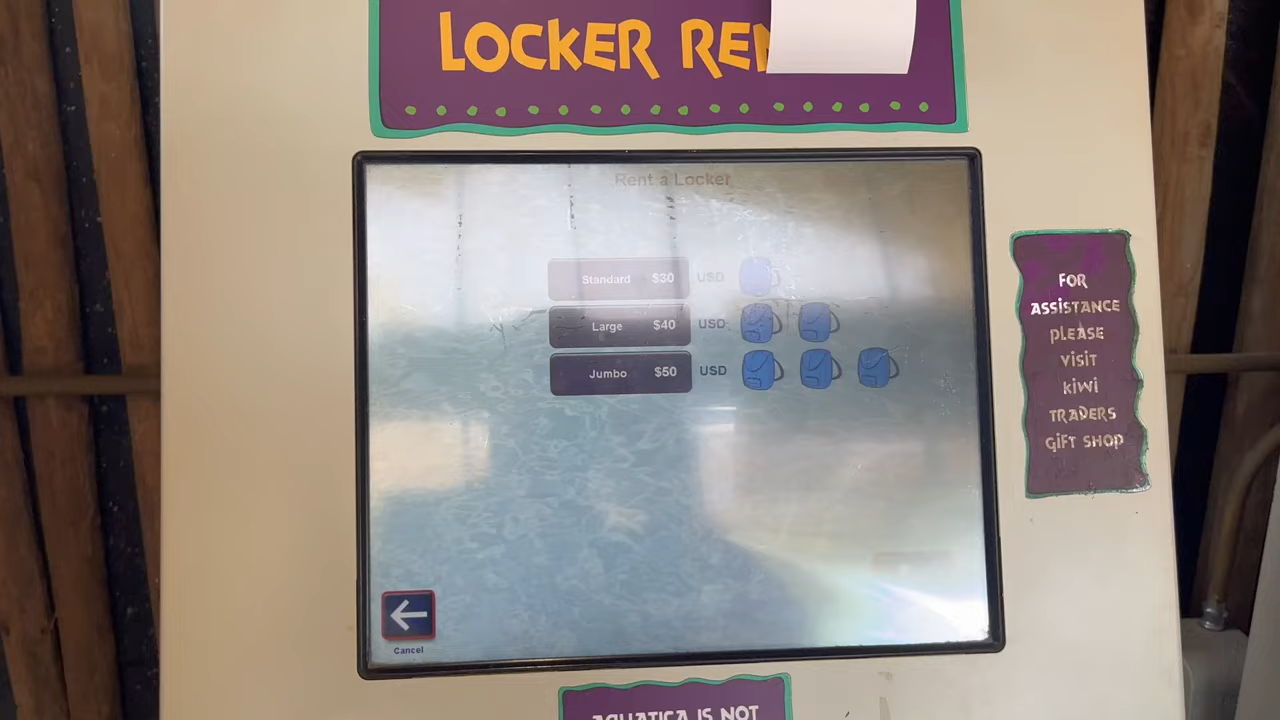 LOCKER REN
Rent a Locker
Standard $30 USD
Large $40 USD
Jumbo $50 USD
Cancel
FOR
ASSISTANCE
PLEASE
VISIT
KIWI
TRADERS
GIFT SHOP
AQUATICA IS NOT